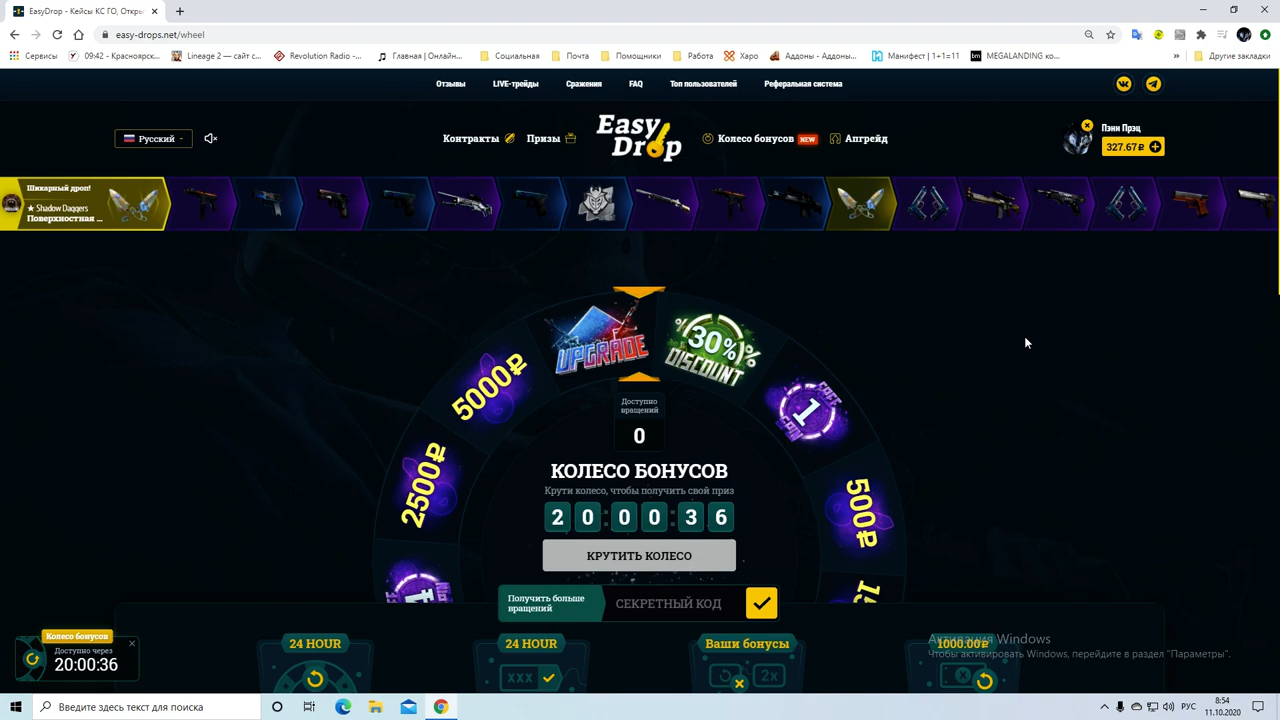 EasyDrop - Кейсы КС ГО, Откры
easy-drops.net/wheel
Сервисы
09:42 - Красноярск...
Lineage 2 — сайт с...
Revolution Radio -...
Главная | Онлайн...
Социальная
Почта
Помощники
Работа
Харо
Аддоны - Аддоны...
Манифест | 1+1=11
MEGALANDING ко...
Другие закладки
Отзывы
LIVE-трейды
Сражения
FAQ
Топ пользователей
Реферальная система
Русский
Контракты
Призы
Easy Drop
Колесо бонусов NEW
Апгрейд
Пэни Прэц
327.67₽
Шикарный дроп!
★ Shadow Daggers
Поверхностная ...
UPGRADE
30%
DISCOUNT
5000₽
1
2500₽
500₽
Доступно
вращений
0
КОЛЕСО БОНУСОВ
Крути колесо, чтобы получить свой приз
20:00:36
КРУТИТЬ КОЛЕСО
Получить больше
вращений
СЕКРЕТНЫЙ КОД
Колесо бонусов
Доступно через
20:00:36
24 HOUR
24 HOUR
XXX
Ваши бонусы
2x
1000.00₽
Активация Windows
Чтобы активировать Windows, перейдите в раздел "Параметры".
Введите здесь текст для поиска
РУС
8:54
11.10.2020